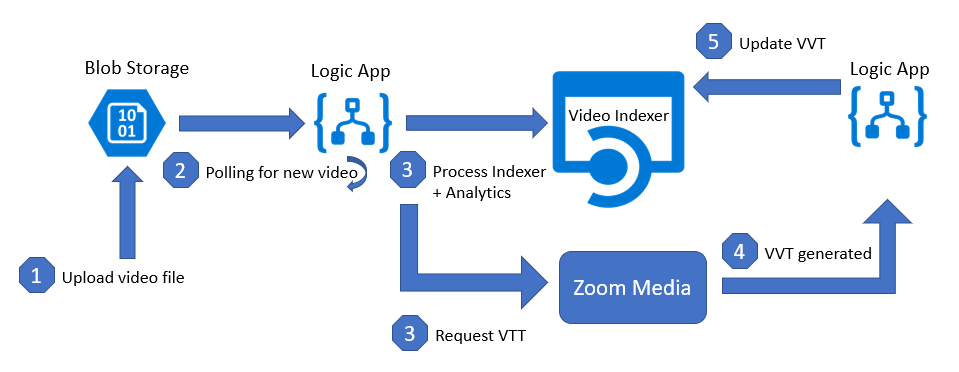 5 Update VVT
Blob Storage
Logic App
Logic App
10
01
Video Indexer
2 Polling for new video
3 Process Indexer
+ Analytics
4 VVT generated
1 Upload video file
Zoom Media
3 Request VTT